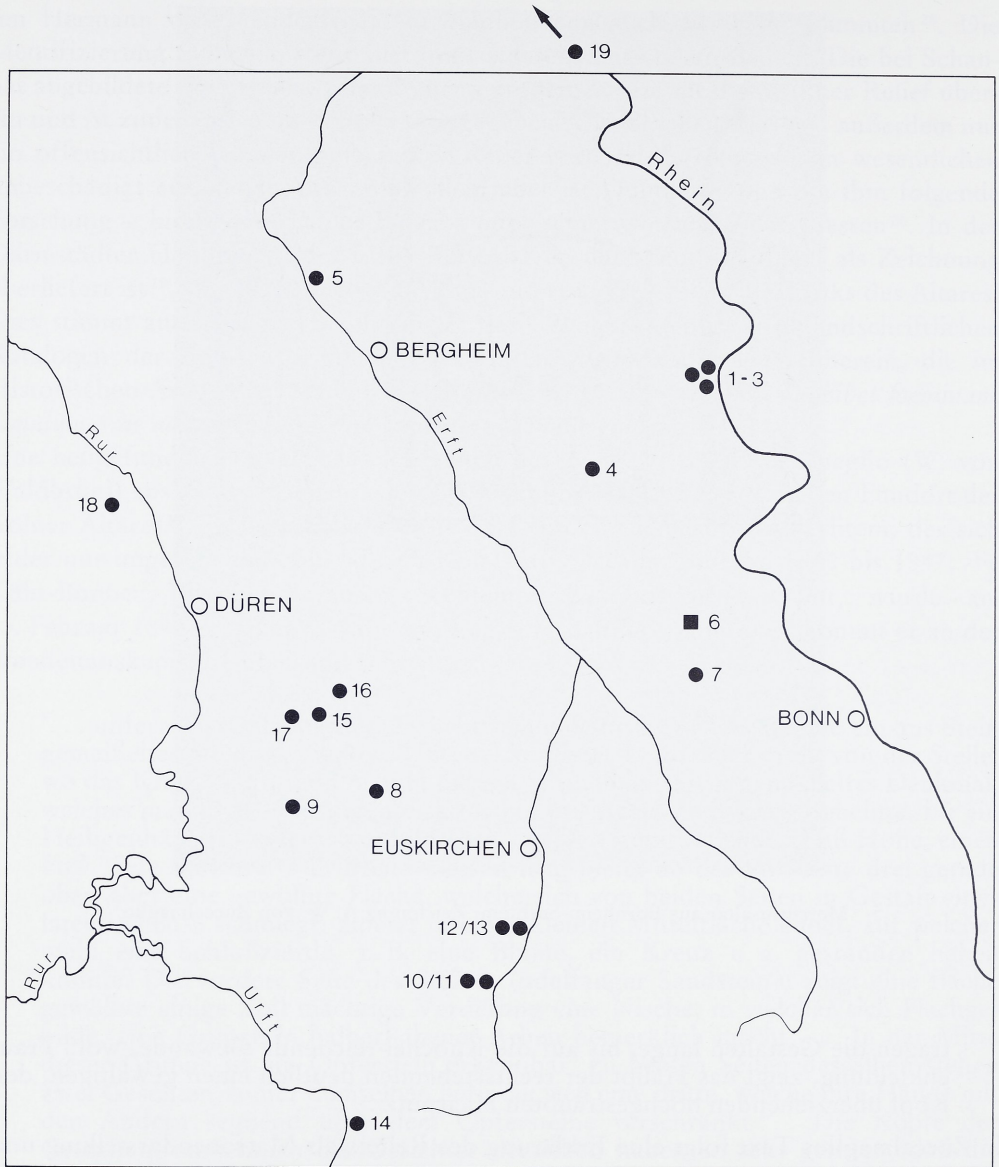 19
Rhein
5
BERGHEIM
1-3
Erft
4
Rur
18
DÜREN
6
7
16
17
15
BONN
8
9
EUSKIRCHEN
12/13
10/11
Rur
Urft
14